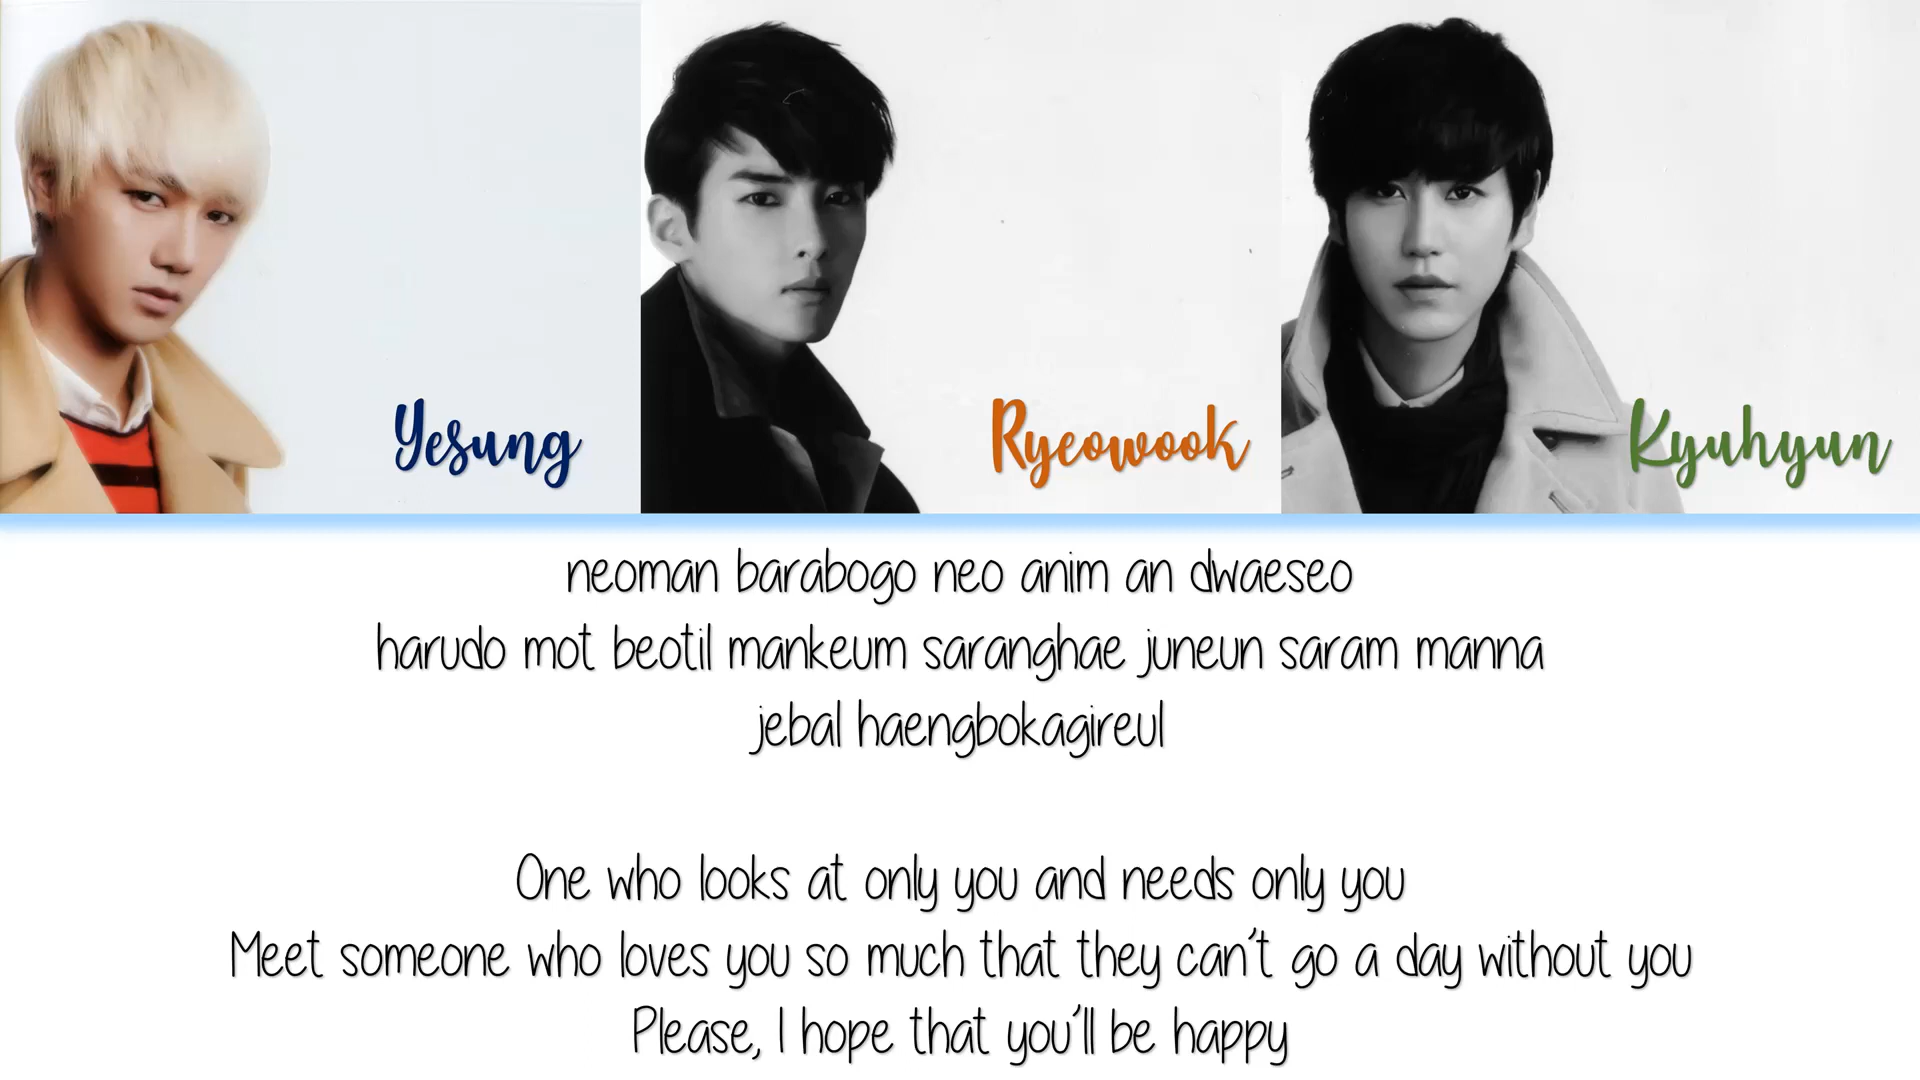 Yesung
Ryeowook
Kyuhyun
neoman barabogo neo anim an dwaeseo
harudo mot beotil mankeum saranghae juneun saram manna
jebal haengbokagireul
One who looks at only you and needs only you
Meet someone who loves you so much that they can't go a day without you
Please, I hope that you'll be happy